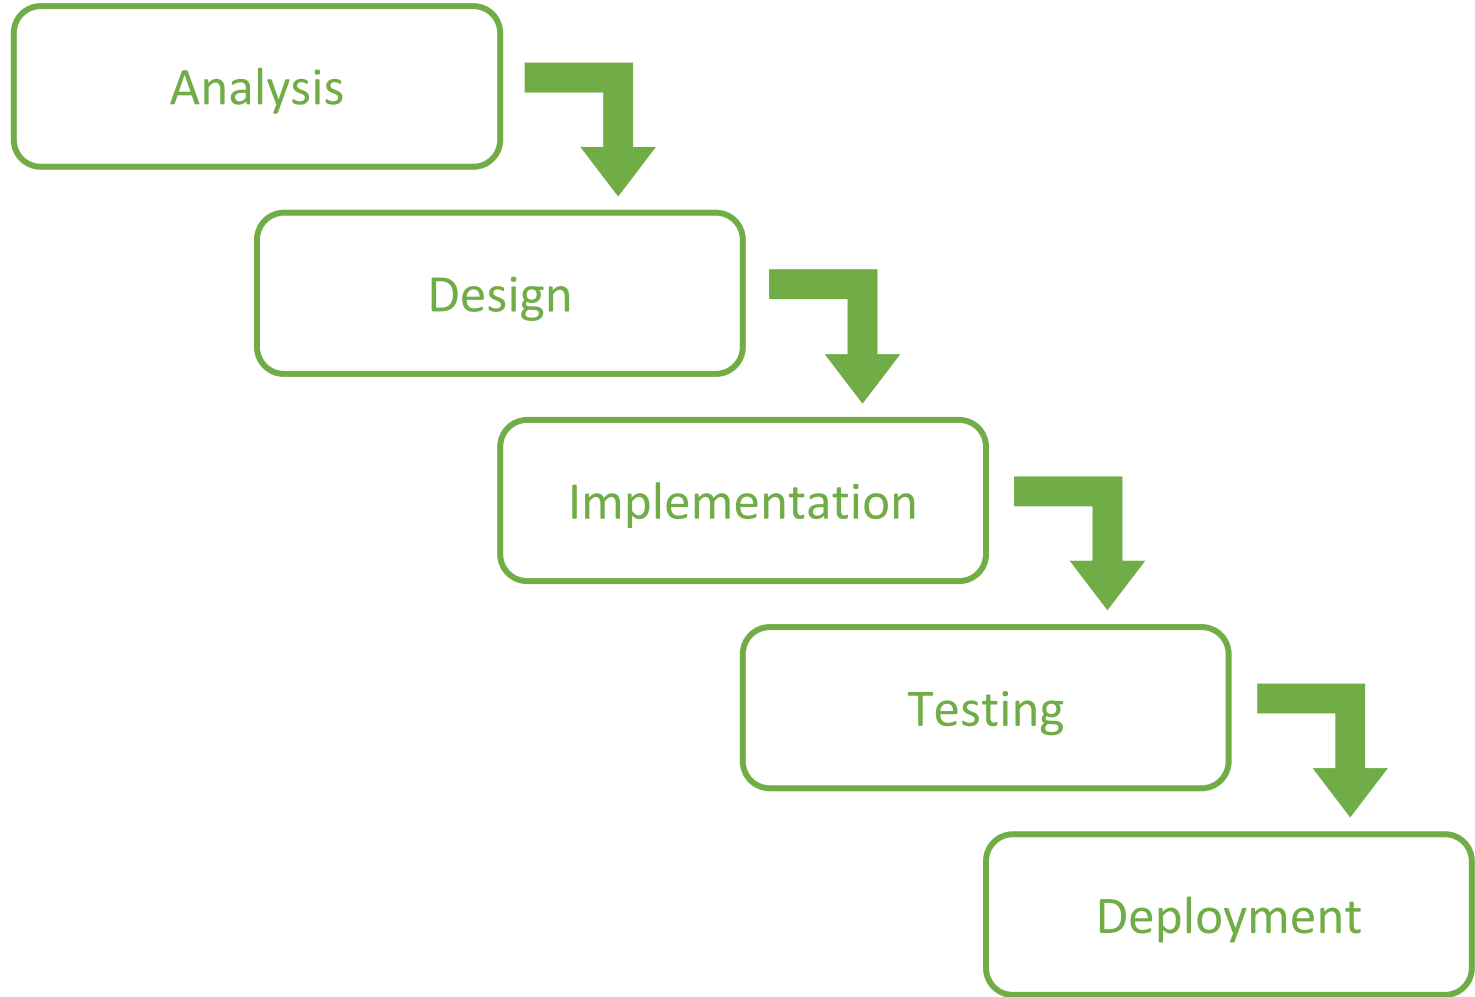 Analysis
Design
Implementation
Testing
Deployment